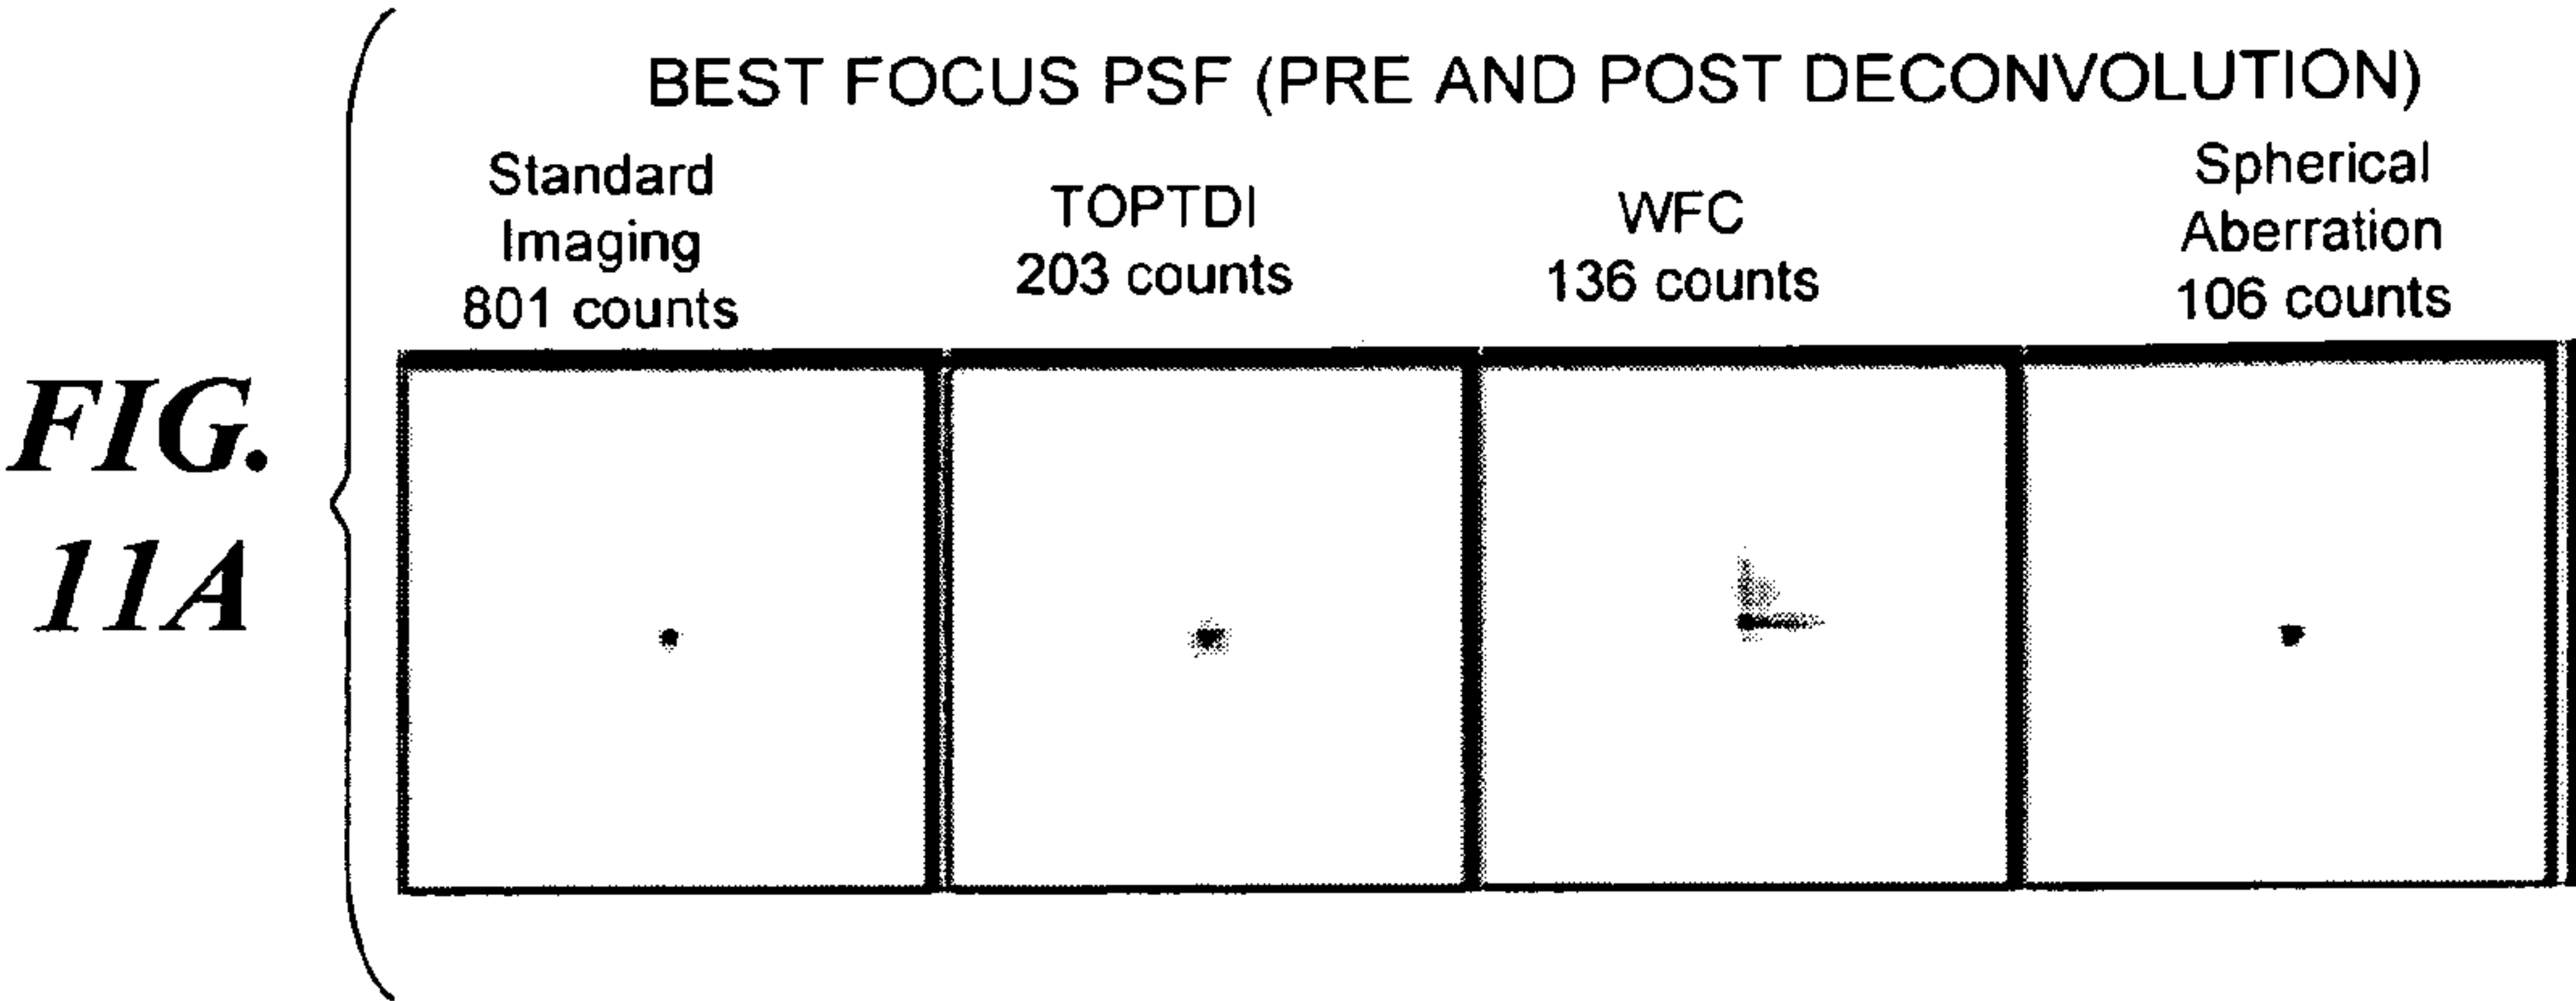 BEST FOCUS PSF (PRE AND POST DECONVOLUTION)
Standard
Imaging
801 counts
TOPTDI
203 counts
WFC
136 counts
Spherical
Aberration
106 counts
FIG.
11A